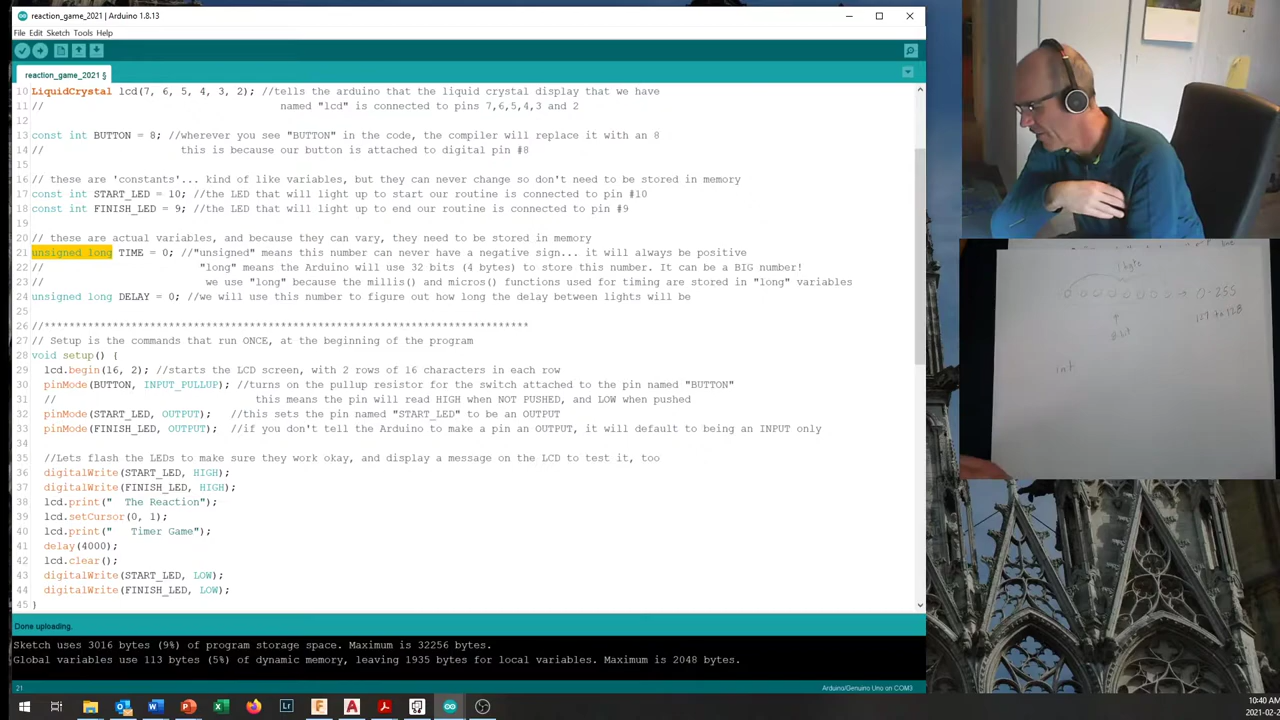 reaction_game_2021 | Arduino 1.8.13
File Edit Sketch Tools Help
reaction_game_2021 §
10 LiquidCrystal lcd(7, 6, 5, 4, 3, 2); //tells the arduino that the liquid crystal display that we have
11 // named "lcd" is connected to pins 7,6,5,4,3 and 2
12
13 const int BUTTON = 8; //wherever you see "BUTTON" in the code, the compiler will replace it with an 8
14 // this is because our button is attached to digital pin #8
15
16 // these are 'constants'... kind of like variables, but they can never change so don't need to be stored in memory
17 const int START_LED = 10; //the LED that will light up to start our routine is connected to pin #10
18 const int FINISH_LED = 9; //the LED that will light up to end our routine is connected to pin #9
19
20 // these are actual variables, and because they can vary, they need to be stored in memory
21 unsigned long TIME = 0; //"unsigned" means this number can never have a negative sign... it will always be positive
22 // "long" means the Arduino will use 32 bits (4 bytes) to store this number. It can be a BIG number!
23 // we use "long" because the millis() and micros() functions used for timing are stored in "long" variables
24 unsigned long DELAY = 0; //we will use this number to figure out how long the delay between lights will be
25
26 //********************************************************************************
27 // Setup is the commands that run ONCE, at the beginning of the program
28 void setup() {
29 lcd.begin(16, 2); //starts the LCD screen, with 2 rows of 16 characters in each row
30 pinMode(BUTTON, INPUT_PULLUP); //turns on the pullup resistor for the switch attached to the pin named "BUTTON"
31 // this means the pin will read HIGH when NOT PUSHED, and LOW when pushed
32 pinMode(START_LED, OUTPUT); //this sets the pin named "START_LED" to be an OUTPUT
33 pinMode(FINISH_LED, OUTPUT); //if you don't tell the Arduino to make a pin an OUTPUT, it will default to being an INPUT only
34
35 //Lets flash the LEDs to make sure they work okay, and display a message on the LCD to test it, too
36 digitalWrite(START_LED, HIGH);
37 digitalWrite(FINISH_LED, HIGH);
38 lcd.print("  The Reaction");
39 lcd.setCursor(0, 1);
40 lcd.print("   Timer Game");
41 delay(4000);
42 lcd.clear();
43 digitalWrite(START_LED, LOW);
44 digitalWrite(FINISH_LED, LOW);
45 }
Done uploading.
Sketch uses 3016 bytes (9%) of program storage space. Maximum is 32256 bytes.
Global variables use 113 bytes (5%) of dynamic memory, leaving 1935 bytes for local variables. Maximum is 2048 bytes.
21
Arduino/Genuino Uno on COM3
1 byte
0-255
bit
int
10:40 AM